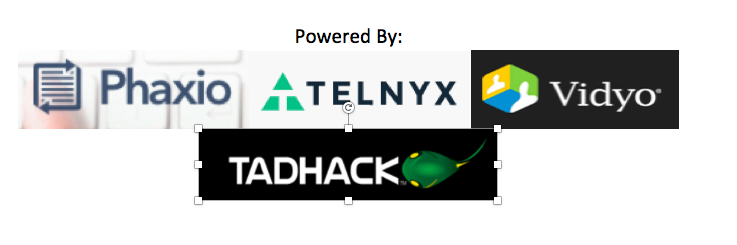 Powered By:
Phaxio TELNYX Vidyo
TADHACK